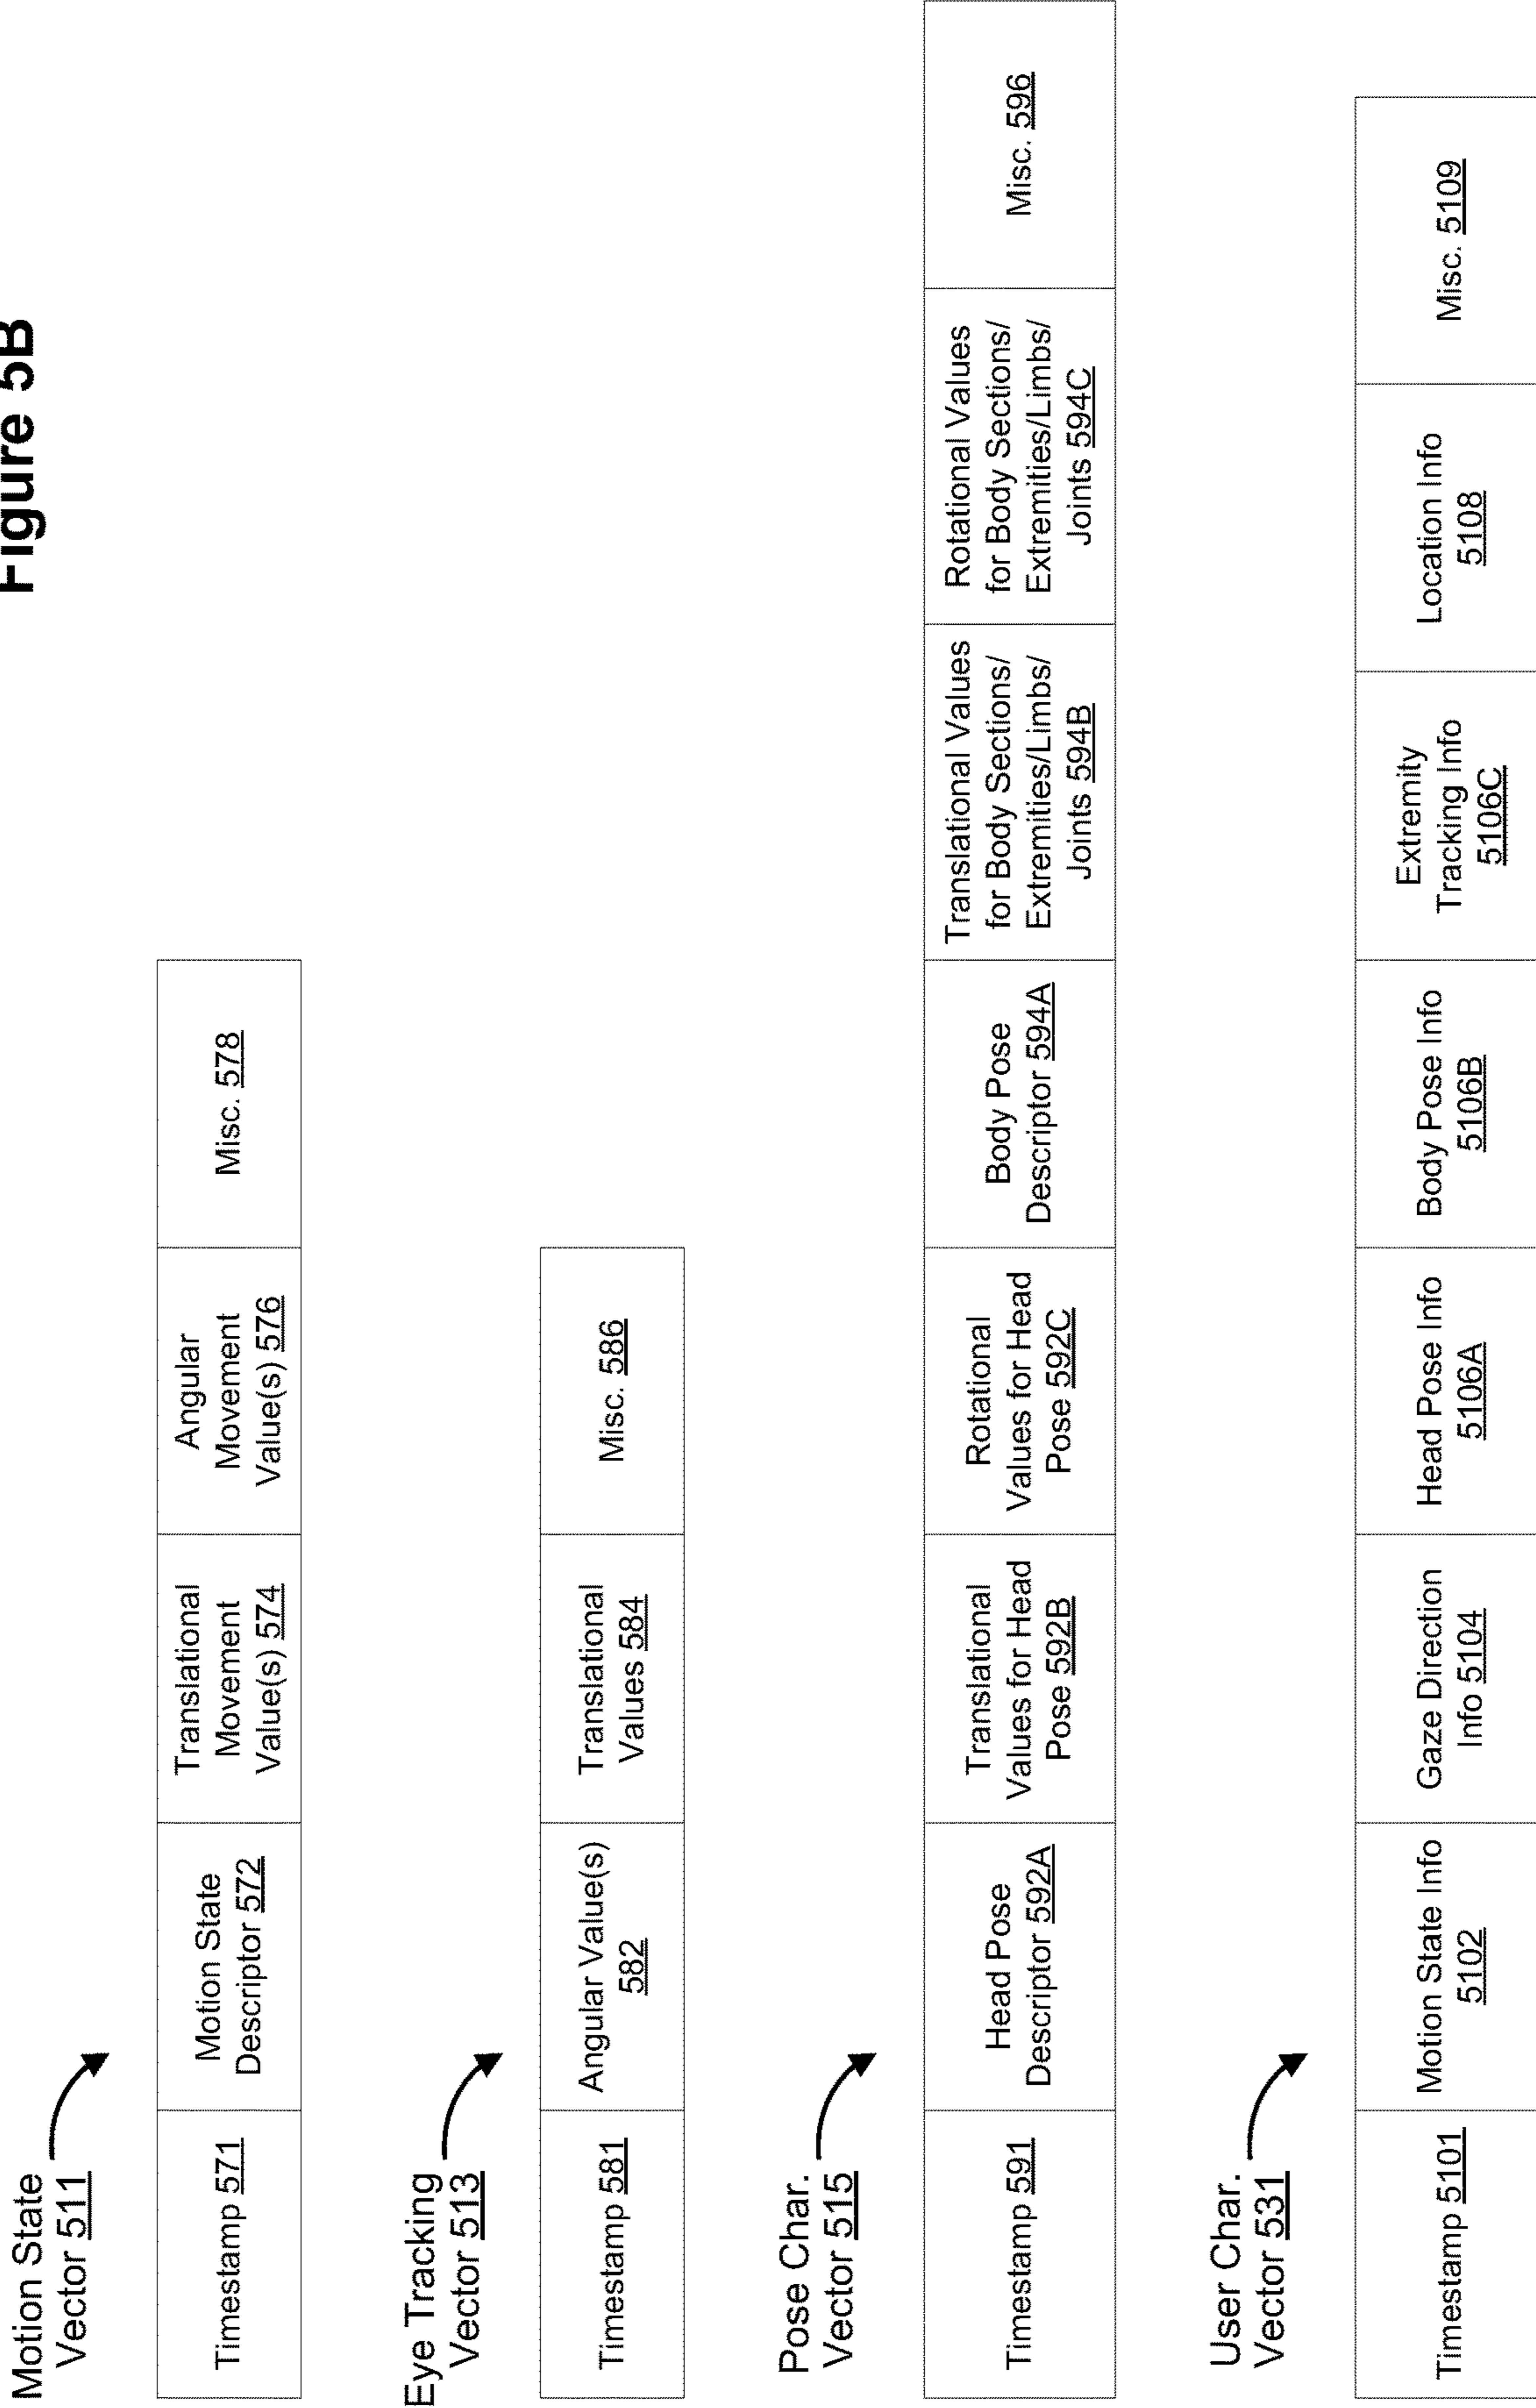 Figure 5B
Motion State
Vector 511
Timestamp 571
Motion State
Descriptor 572
Translational
Movement
Value(s) 574
Angular
Movement
Value(s) 576
Misc. 578
Eye Tracking
Vector 513
Timestamp 581
Angular Value(s)
582
Translational
Values 584
Misc. 586
Pose Char.
Vector 515
Timestamp 591
Head Pose
Descriptor 592A
Translational
Values for Head
Pose 592B
Rotational
Values for Head
Pose 592C
Body Pose
Descriptor 594A
Translational Values
for Body Sections/
Extremities/Limbs/
Joints 594B
Rotational Values
for Body Sections/
Extremities/Limbs/
Joints 594C
Misc. 596
User Char.
Vector 531
Timestamp 5101
Motion State Info
5102
Gaze Direction
Info 5104
Head Pose Info
5106A
Body Pose Info
5106B
Extremity
Tracking Info
5106C
Location Info
5108
Misc. 5109